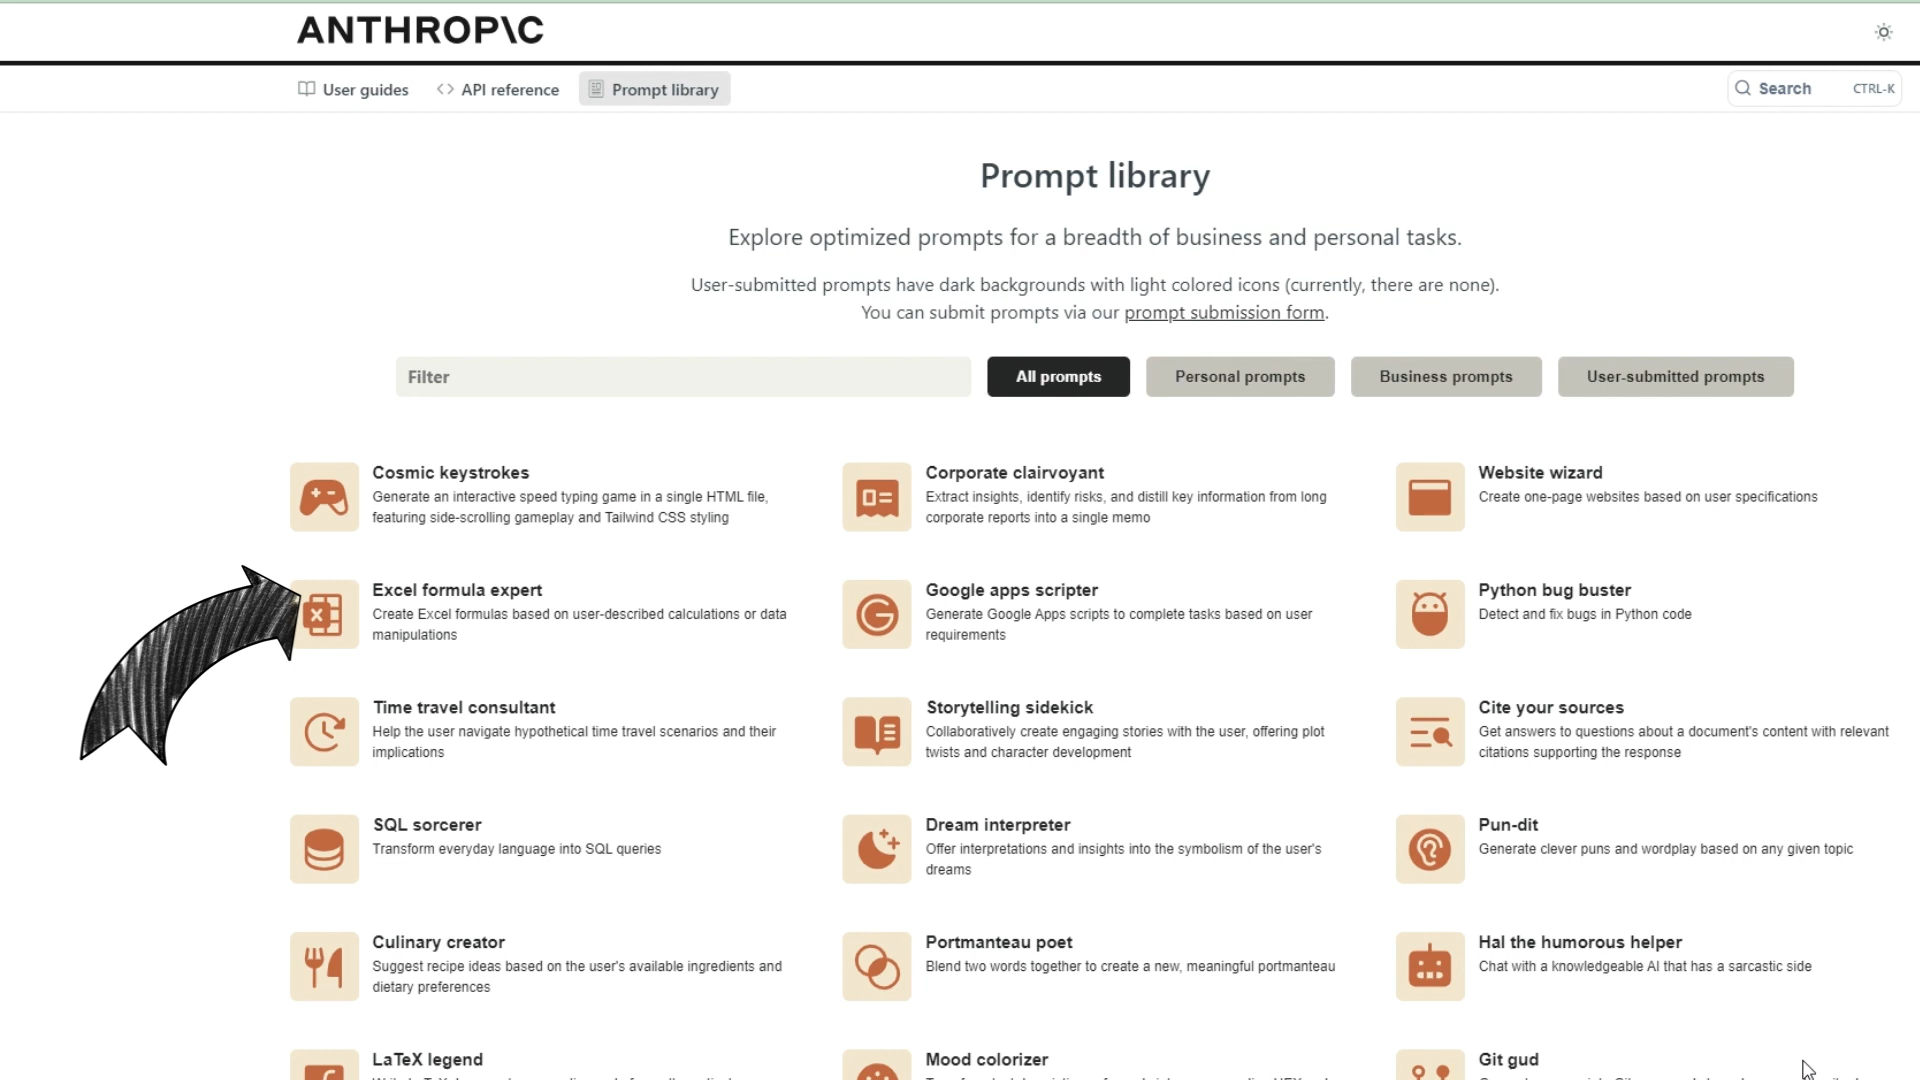 ANTHROP\C
User guides
API reference
Prompt library
Search
CTRL-K
Prompt library
Explore optimized prompts for a breadth of business and personal tasks.
User-submitted prompts have dark backgrounds with light colored icons (currently, there are none).
You can submit prompts via our prompt submission form.
Filter
All prompts
Personal prompts
Business prompts
User-submitted prompts
Cosmic keystrokes
Generate an interactive speed typing game in a single HTML file,
featuring side-scrolling gameplay and Tailwind CSS styling
Corporate clairvoyant
Extract insights, identify risks, and distill key information from long
corporate reports into a single memo
Website wizard
Create one-page websites based on user specifications
Excel formula expert
Create Excel formulas based on user-described calculations or data
manipulations
Google apps scripter
Generate Google Apps scripts to complete tasks based on user
requirements
Python bug buster
Detect and fix bugs in Python code
Time travel consultant
Help the user navigate hypothetical time travel scenarios and their
implications
Storytelling sidekick
Collaboratively create engaging stories with the user, offering plot
twists and character development
Cite your sources
Get answers to questions about a document's content with relevant
citations supporting the response
SQL sorcerer
Transform everyday language into SQL queries
Dream interpreter
Offer interpretations and insights into the symbolism of the user's
dreams
Pun-dit
Generate clever puns and wordplay based on any given topic
Culinary creator
Suggest recipe ideas based on the user's available ingredients and
dietary preferences
Portmanteau poet
Blend two words together to create a new, meaningful portmanteau
Hal the humorous helper
Chat with a knowledgeable AI that has a sarcastic side
LaTeX legend
Mood colorizer
Git gud